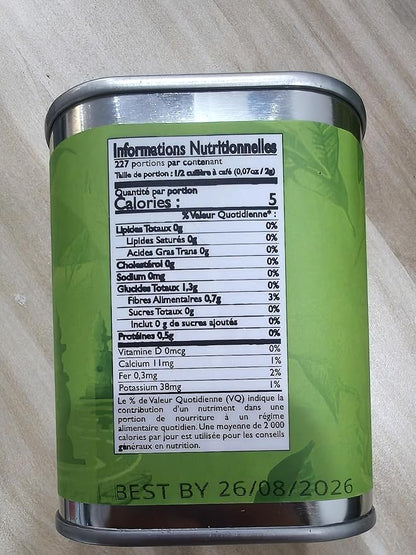 Informations Nutritionnelles
227 portions par contenant
Taille de portion : 1/2 cuillère à café (0,07oz / 2g)
Quantité par portion
Calories : 5
% Valeur Quotidienne* :
Lipides Totaux 0g 0%
Lipides Saturés 0g 0%
Acides Gras Trans 0g 0%
Cholestérol 0g 0%
Sodium 0mg 0%
Glucides Totaux 1,3g 0%
Fibres Alimentaires 0,7g 3%
Sucres Totaux 0g 0%
Inclut 0 g de sucres ajoutés 0%
Protéines 0,5g 0%
Vitamine D 0mcg 0%
Calcium 11mg 1%
Fer 0,3mg 2%
Potassium 38mg 1%
Le % de Valeur Quotidienne (VQ) indique la
contribution d'un nutriment dans une
portion de nourriture à un régime
alimentaire quotidien. Une moyenne de 2 000
calories par jour est utilisée pour les conseils
généraux en nutrition.
BEST BY 26/08/2026